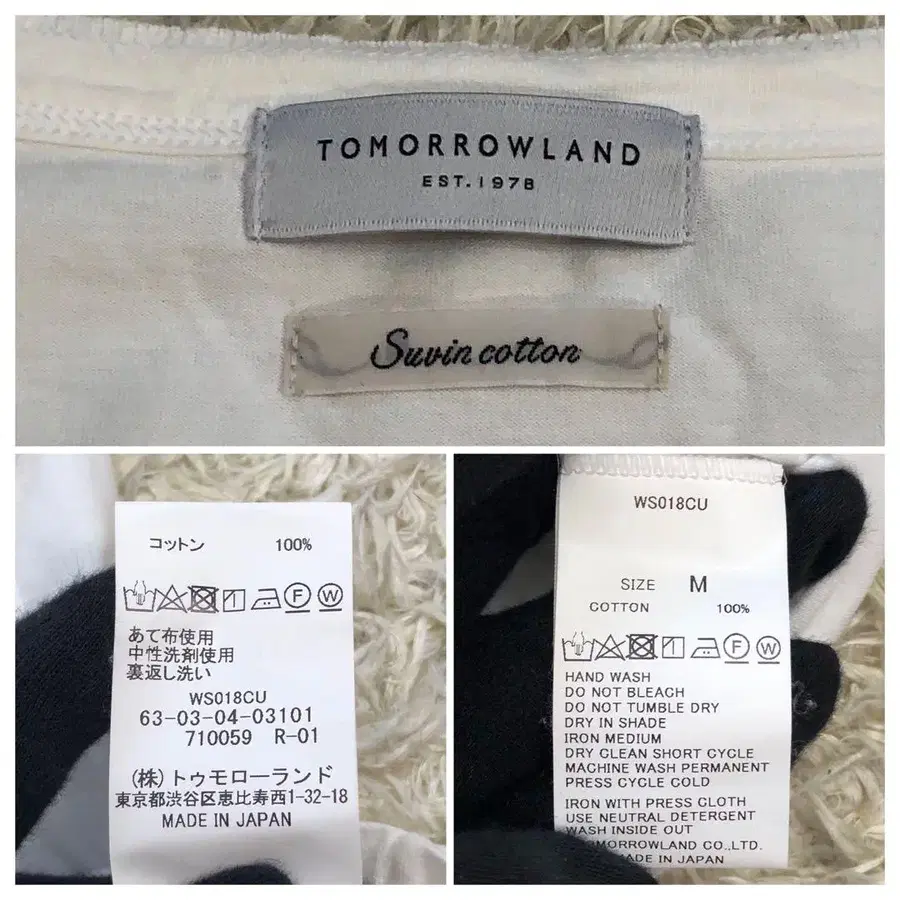 TOMORROWLAND
EST. 1978
Suvin cotton
コットン 100%
F W
あて布使用
中性洗剤使用
裏返し洗い
WS018CU
63-03-04-03101
710059 R-01
(株)トゥモローランド
東京都渋谷区恵比寿西1-32-18
MADE IN JAPAN
WS018CU
SIZE M
COTTON 100%
F W
HAND WASH
DO NOT BLEACH
DO NOT TUMBLE DRY
DRY IN SHADE
IRON MEDIUM
DRY CLEAN SHORT CYCLE
MACHINE WASH PERMANENT
PRESS CYCLE COLD
IRON WITH PRESS CLOTH
USE NEUTRAL DETERGENT
WASH INSIDE OUT
TOMORROWLAND CO.,LTD.
MADE IN JAPAN